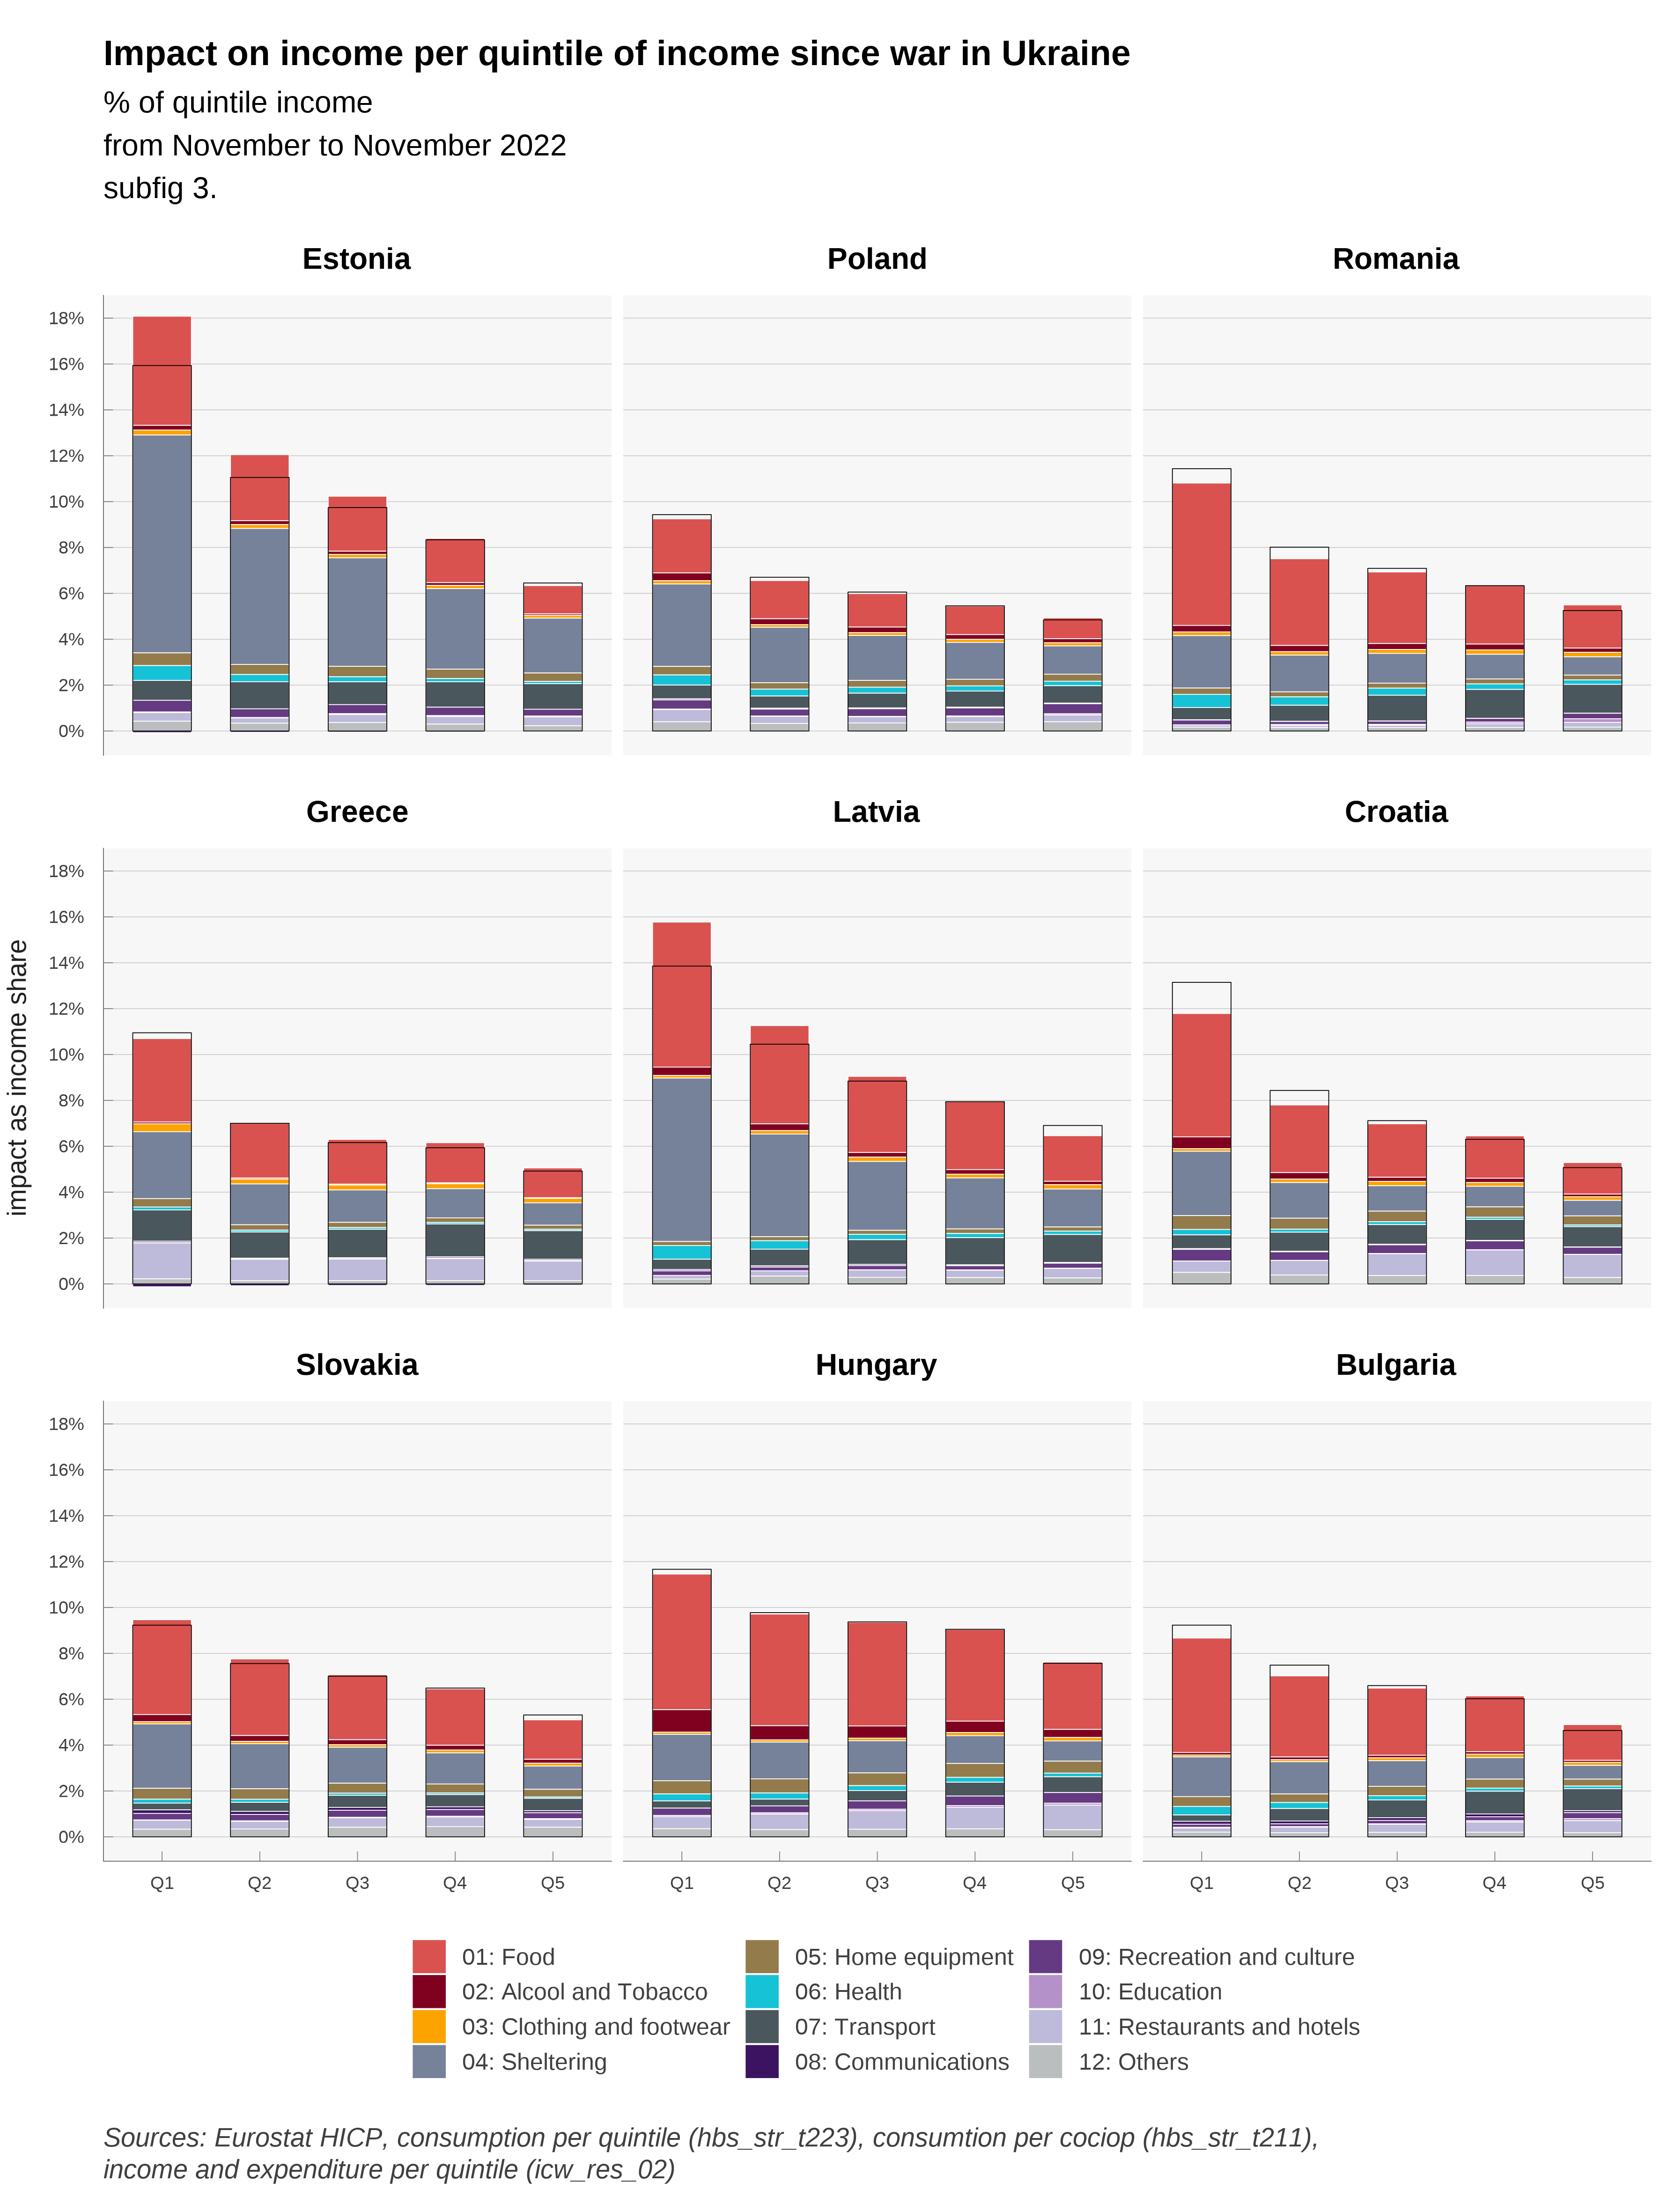 Impact on income per quintile of income since war in Ukraine
% of quintile income
from November to November 2022
subfig 3.
Estonia
Poland
Romania
18%
16%
14%
12%
10%
8%
6%
4%
2%
0%
Greece
Latvia
Croatia
18%
16%
14%
12%
10%
8%
6%
4%
2%
0%
impact as income share
Slovakia
Hungary
Bulgaria
18%
16%
14%
12%
10%
8%
6%
4%
2%
0%
Q1 Q2 Q3 Q4 Q5 Q1 Q2 Q3 Q4 Q5 Q1 Q2 Q3 Q4 Q5
01: Food 05: Home equipment 09: Recreation and culture
02: Alcool and Tobacco 06: Health 10: Education
03: Clothing and footwear 07: Transport 11: Restaurants and hotels
04: Sheltering 08: Communications 12: Others
Sources: Eurostat HICP, consumption per quintile (hbs_str_t223), consumtion per cociop (hbs_str_t211),
income and expenditure per quintile (icw_res_02)